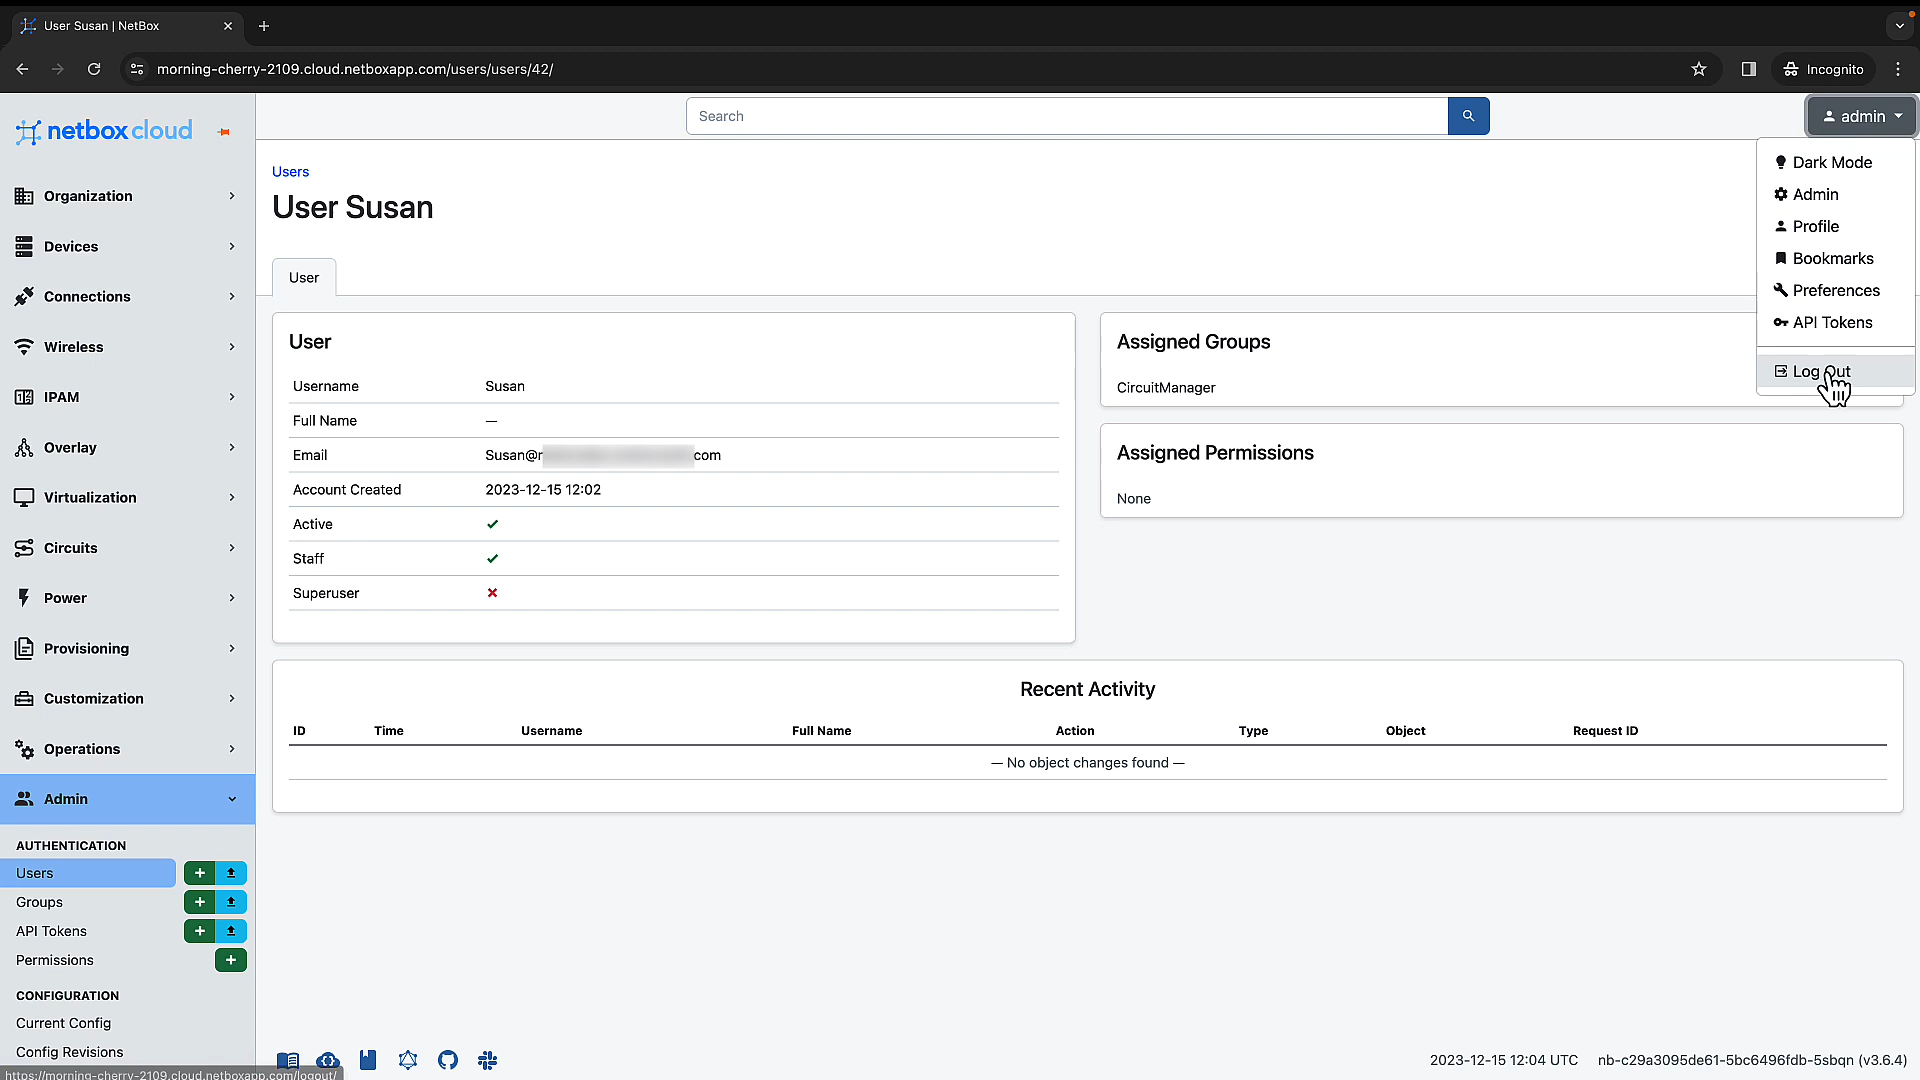 User Susan | NetBox
morning-cherry-2109.cloud.netboxapp.com/users/users/42/
Incognito
netbox cloud
Search
admin
Dark Mode
Admin
Profile
Bookmarks
Preferences
API Tokens
Log Out
Organization
Devices
Connections
Wireless
IPAM
Overlay
Virtualization
Circuits
Power
Provisioning
Customization
Operations
Admin
AUTHENTICATION
Users
Groups
API Tokens
Permissions
CONFIGURATION
Current Config
Config Revisions
https://morning-cherry-2109.cloud.netboxapp.com/logout/
Users
User Susan
User
User
Username Susan
Full Name —
Email Susan@r com
Account Created 2023-12-15 12:02
Active
Staff
Superuser
Assigned Groups
CircuitManager
Assigned Permissions
None
Recent Activity
ID Time Username Full Name Action Type Object Request ID
— No object changes found —
2023-12-15 12:04 UTC nb-c29a3095de61-5bc6496fdb-5sbqn (v3.6.4)